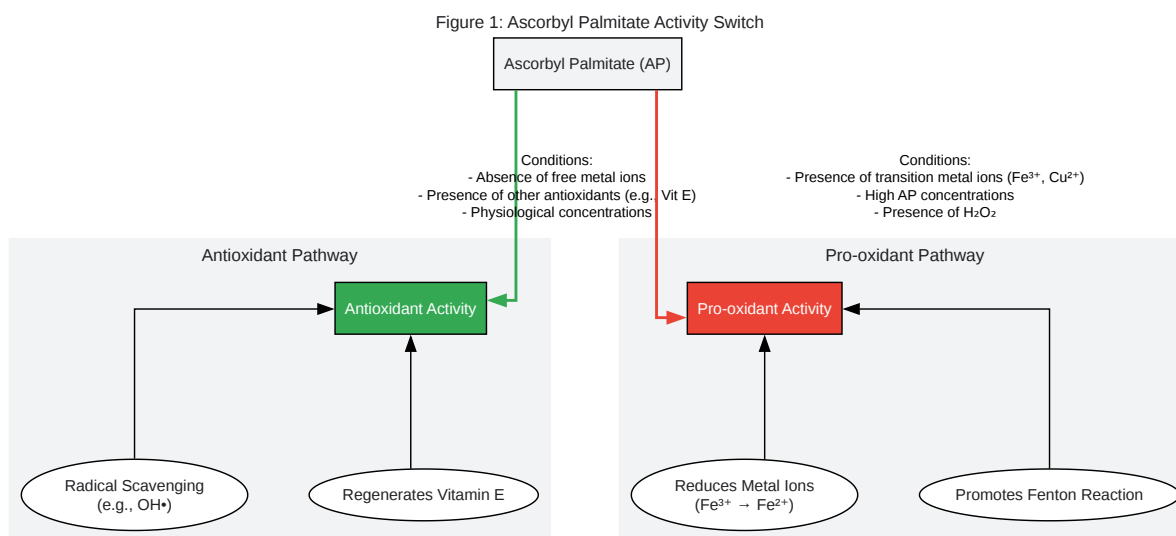 Figure 1: Ascorbyl Palmitate Activity Switch
Ascorbyl Palmitate (AP)
Conditions:
- Absence of free metal ions
- Presence of other antioxidants (e.g., Vit E)
- Physiological concentrations
Conditions:
- Presence of transition metal ions (Fe³⁺, Cu²⁺)
- High AP concentrations
- Presence of H₂O₂
Antioxidant Pathway
Antioxidant Activity
Radical Scavenging
(e.g., OH•)
Regenerates Vitamin E
Pro-oxidant Pathway
Pro-oxidant Activity
Reduces Metal Ions
(Fe³⁺ → Fe²⁺)
Promotes Fenton Reaction